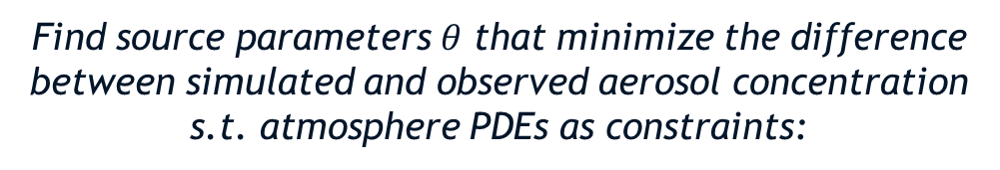 Find source parameters θ that minimize the difference
between simulated and observed aerosol concentration
s.t. atmosphere PDEs as constraints: